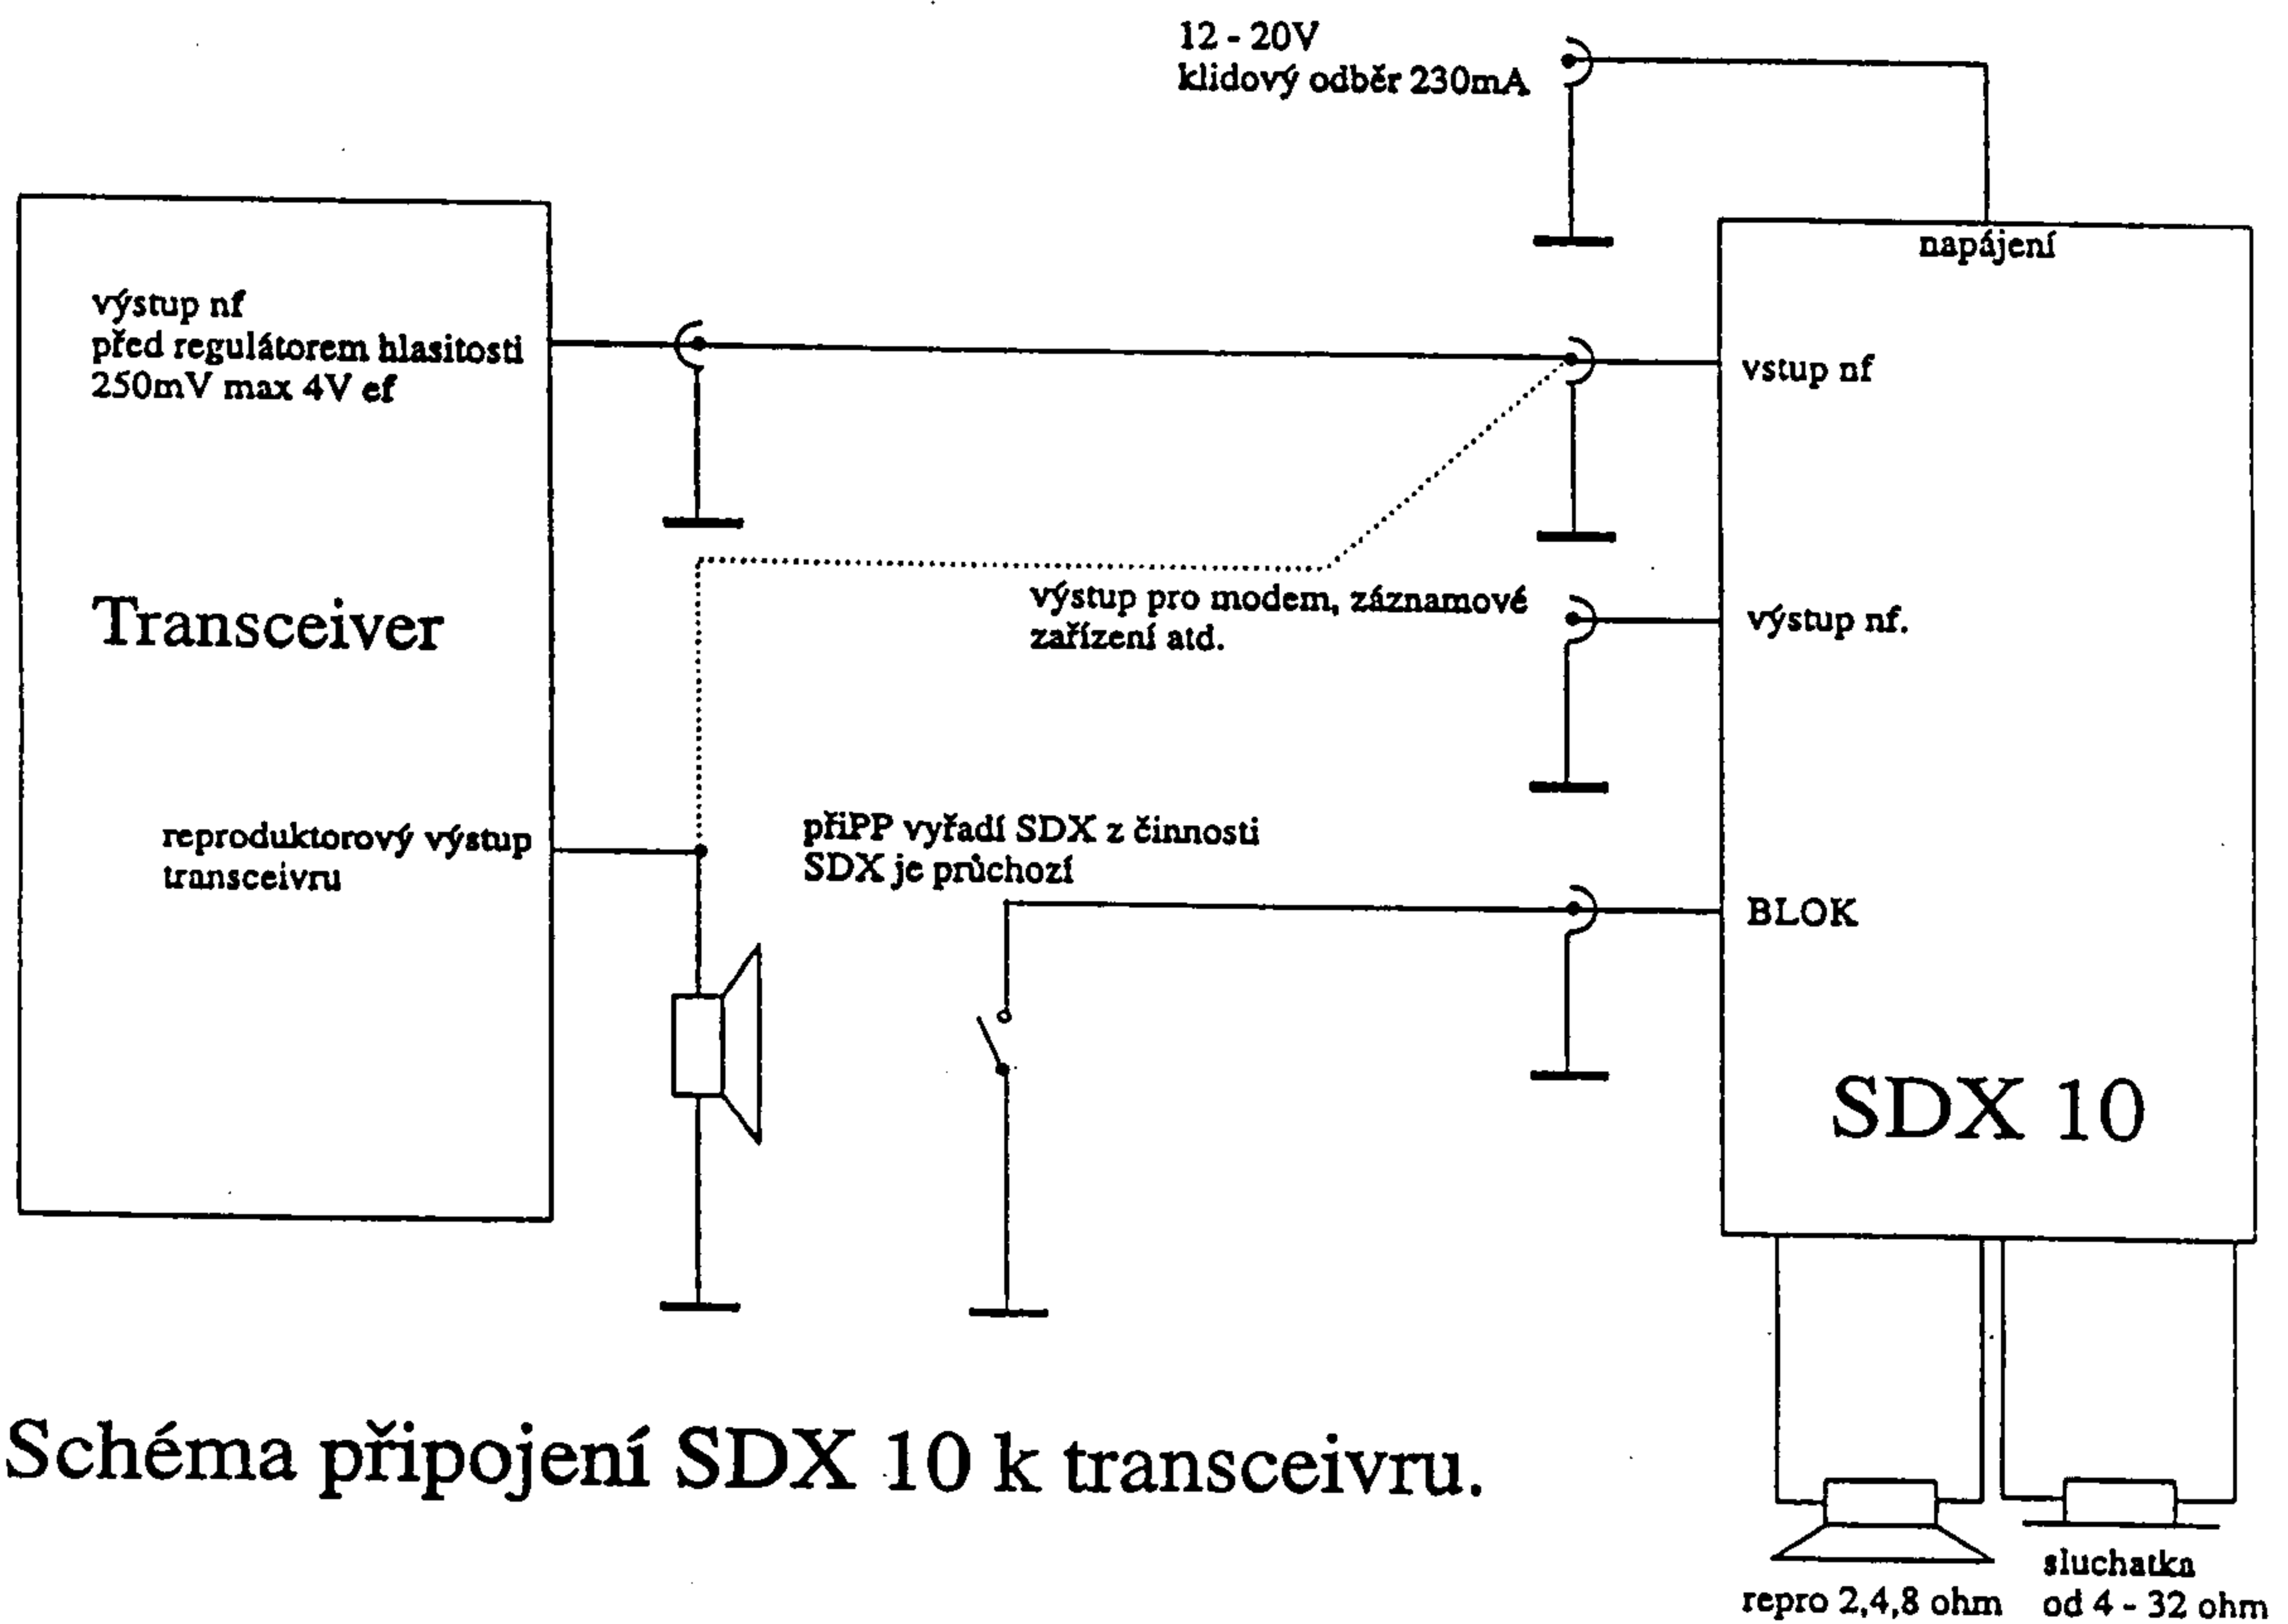 12 - 20V
klidový odběr 230mA
napájení
výstup nf
před regulátorem hlasitosti
250mV max 4V ef
vstup nf
Transceiver
výstup pro modem, záznamové
zařízení atd.
výstup nf.
reproduktorový výstup
transceivru
přiPP vyřadí SDX z činnosti
SDX je průchozí
BLOK
SDX 10
Schéma připojení SDX 10 k transceivru.
repro 2,4,8 ohm
sluchatka
od 4 - 32 ohm